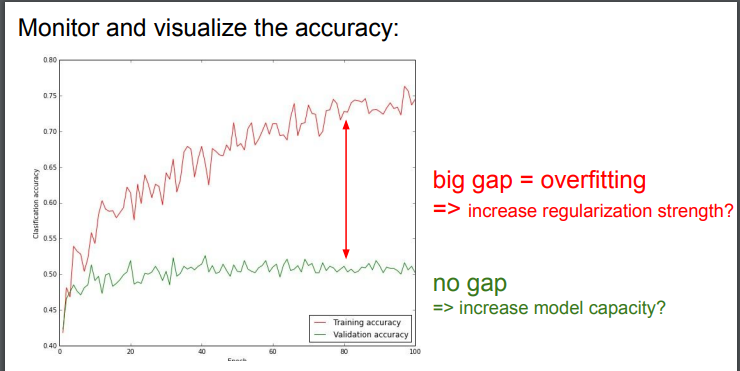 Monitor and visualize the accuracy:
0.80
0.75
0.70
0.65
0.60
0.55
0.50
0.45
0.40
Clasification accuracy
0
20
40
60
80
100
Epoch
Training accuracy
Validation accuracy
big gap = overfitting
=> increase regularization strength?
no gap
=> increase model capacity?